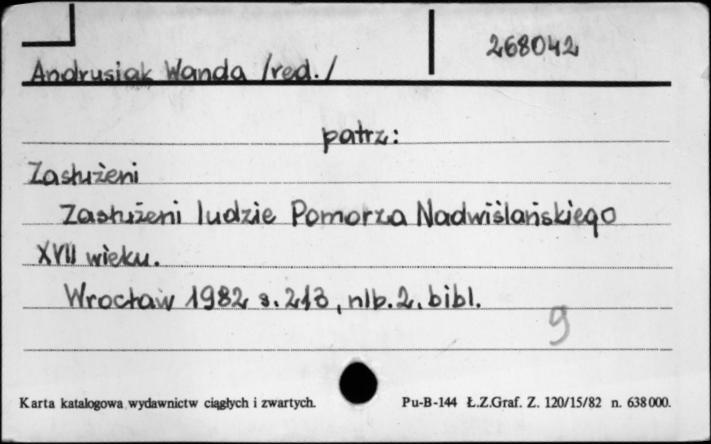 268042
Andrusiak Wanda /red./
patrz:
Zasłużeni
Zasłużeni ludzie Pomorza Nadwiślańskiego
XVII wieku.
Wrocław 1982 s. 213, nlb. 2. bibl.
9
Karta katalogowa wydawnictw ciągłych i zwartych. Pu-B-144 Ł.Z.Graf. Z. 120/15/82 n. 638000.